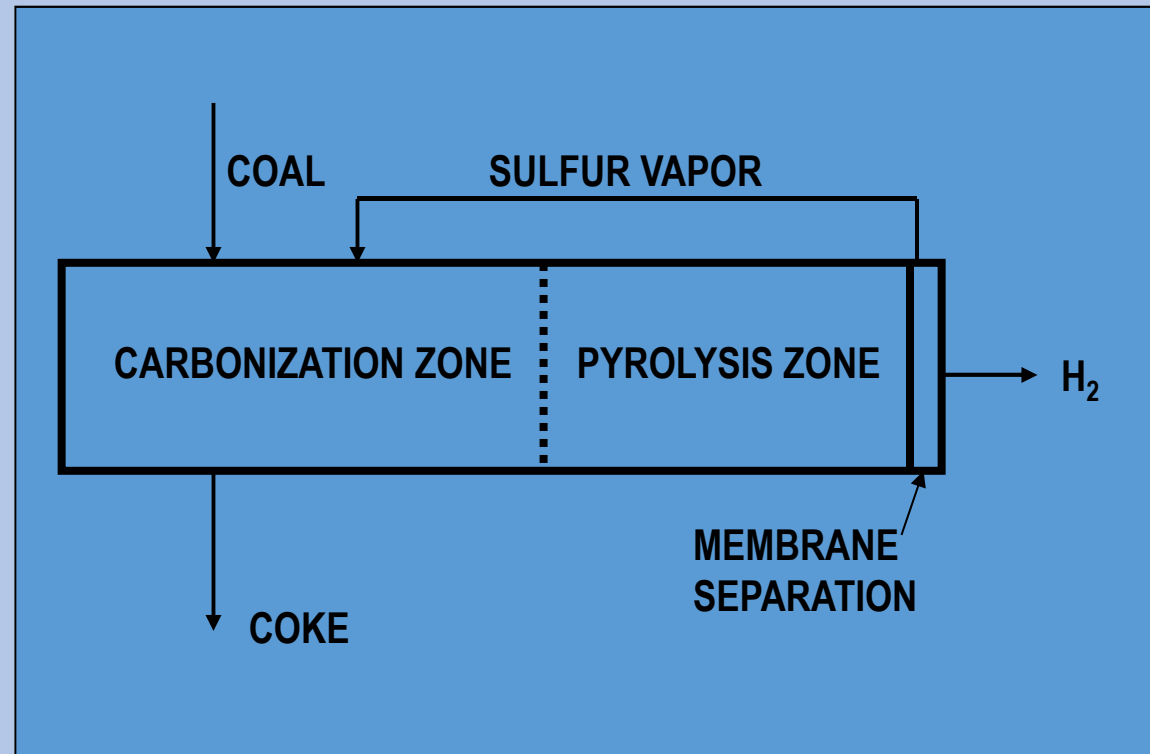 COAL
SULFUR VAPOR
CARBONIZATION ZONE
PYROLYSIS ZONE
H₂
MEMBRANE
SEPARATION
COKE